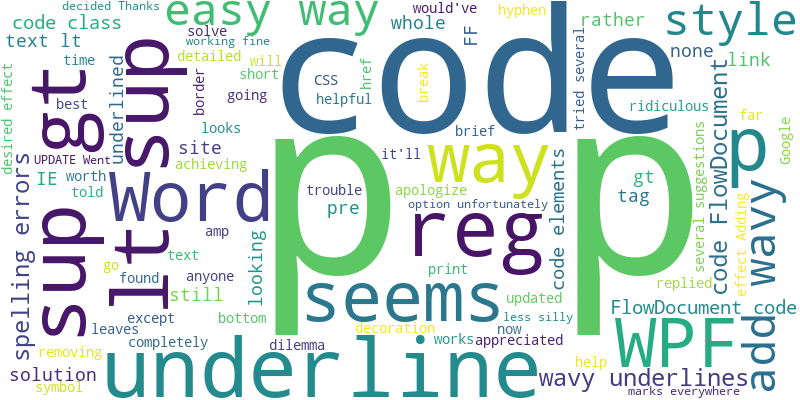 decided Thanks
easy way
would've
hyphen
style
code class
solve
whole
FF
rather
text lt
working fine
none
time
detailed
will
CSS
href
break
tried several
link
short
border
going
helpful
code
desired effect
gt
sup
underlined
best
looks
brief
ridiculous
far
Google
UPDATE Went
site
it'll
way
p
IE
worth
achieving
told
Word
trouble
apologize
gt
tag
pre
option unfortunately
reg
code elements
several suggestions
code FlowDocument
wavy
effect Adding
spelling errors
sup
lt
amp
text
looking
p p
go
found
anyone
print
replied
still
seems
updated
FlowDocument code
except
bottom
less silly
leaves
decoration
now
completely
dilemma
works
appreciated
WPF
add
removing
solution
underline
help
wavy underlines
symbol
marks everywhere